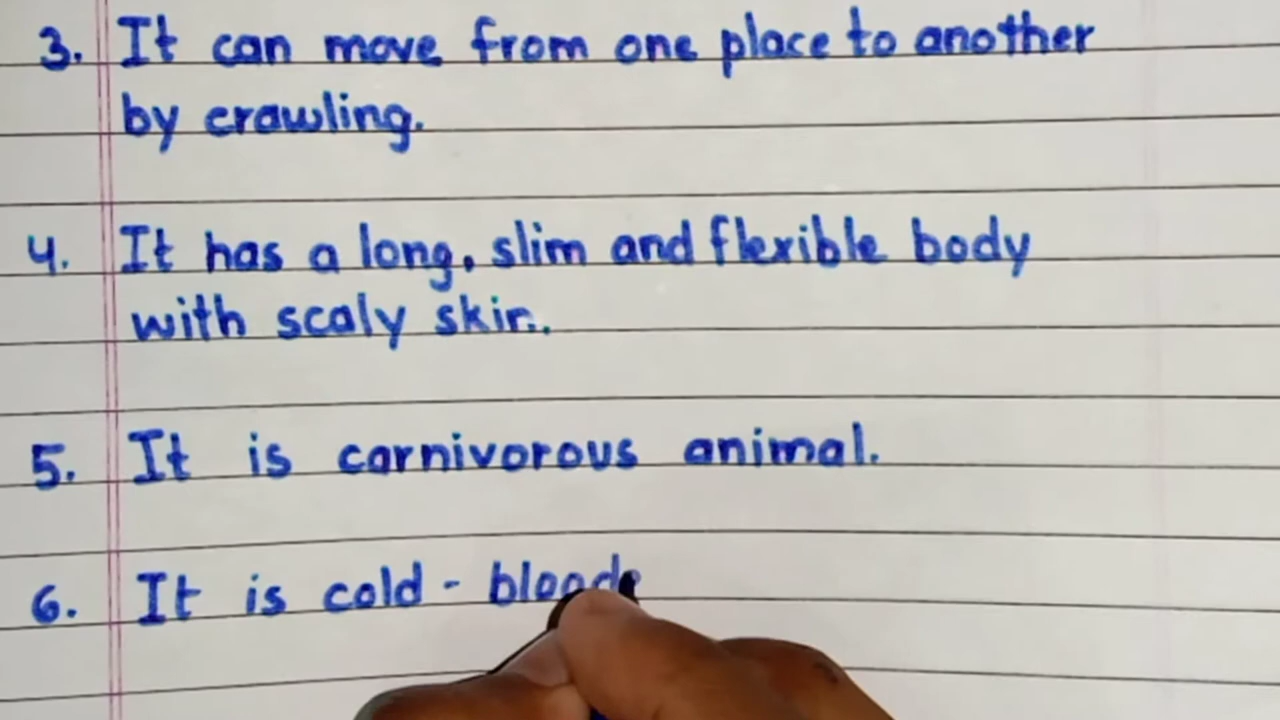 3. It can move from one place to another
by crawling.
4. It has a long, slim and flexible body
with scaly skin.
5. It is carnivorous animal.
6. It is cold - bloode